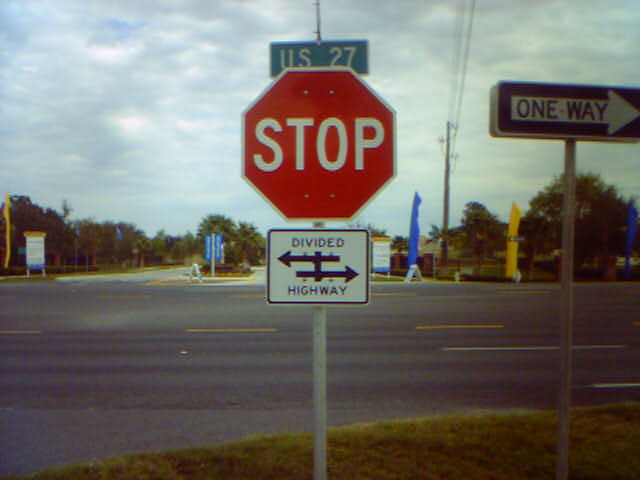 US 27
STOP
ONE-WAY
DIVIDED
HIGHWAY